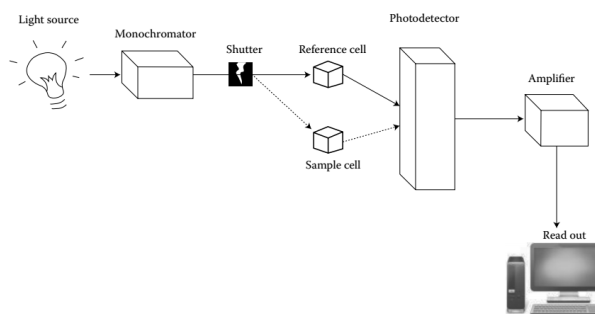 Light source
Monochromator
Shutter
Reference cell
Photodetector
Amplifier
Sample cell
Read out